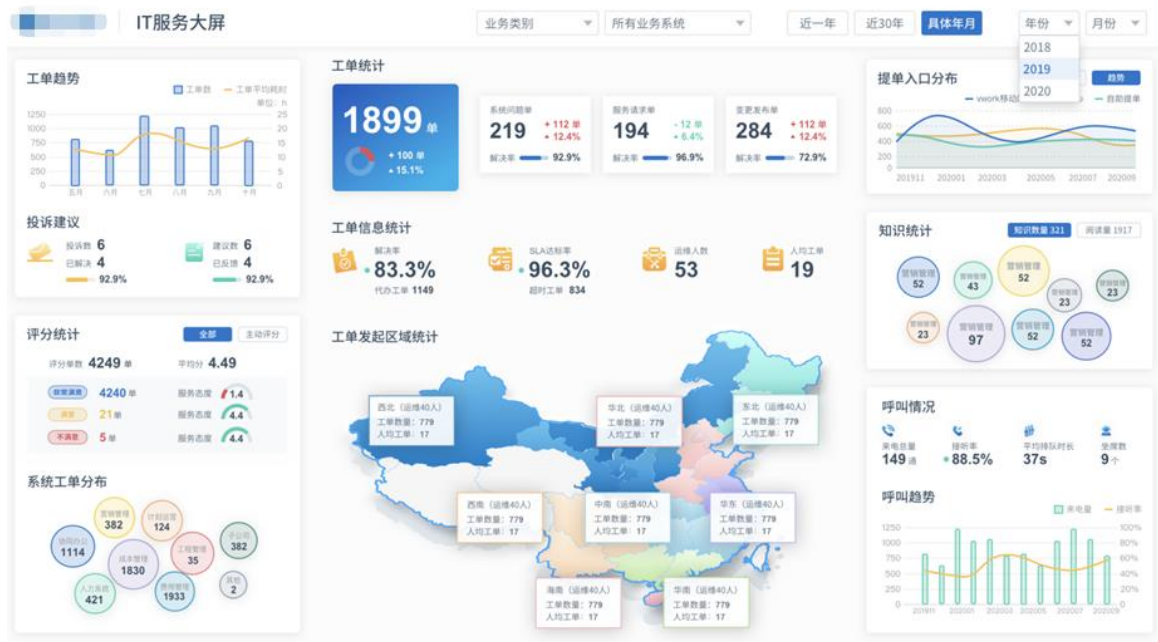 IT服务大屏
业务类别
所有业务系统
近一年
近30年
具体年月
年份
月份
2018
2019
2020
工单趋势
工单数
工单平均耗时
单位：h
1250
1000
750
500
250
0
25
20
15
10
5
0
五月 六月 七月 八月 九月 十月
投诉建议
投诉数 6
已解决 4
92.9%
建议数 6
已反馈 4
92.9%
评分统计
全部
主动评分
评分单数 4249 单
平均分 4.49
4240 单
服务态度 1.4
满意
21 单
服务态度 4.4
不满意
5 单
服务态度 4.4
系统工单分布
营销管理
382
计划运营
124
协同办公
1114
成本管理
1830
工程管理
35
子公司
382
人力系统
421
费用管理
1933
其他
2
工单统计
1899 单
+ 100 单
15.1%
系统问题单
219
+ 112 单
12.4%
解决率 92.9%
服务请求单
194
- 12 单
6.4%
解决率 96.9%
变更发布单
284
+ 112 单
12.4%
解决率 72.9%
工单信息统计
解决率
83.3%
代办工单 1149
SLA达标率
96.3%
超时工单 834
运维人数
53
人均工单
19
工单发起区域统计
西北（运维40人）
工单数量：779
人均工单：17
华北（运维40人）
工单数量：779
人均工单：17
东北（运维40人）
工单数量：779
人均工单：17
西南（运维40人）
工单数量：779
人均工单：17
中南（运维40人）
工单数量：779
人均工单：17
华东（运维40人）
工单数量：779
人均工单：17
海南（运维40人）
工单数量：779
人均工单：17
华南（运维40人）
工单数量：779
人均工单：17
提单入口分布
趋势
vwork移动
自助提单
800
600
400
200
0
201911 202001 202003 202005 202007 202009
知识统计
知识数量 321
阅读量 1917
营销管理
52
营销管理
43
营销管理
52
营销管理
23
营销管理
23
营销管理
23
营销管理
97
营销管理
52
营销管理
52
呼叫情况
来电总量
149 通
接听率
88.5%
平均排队时长
37s
坐席数
9 个
呼叫趋势
来电量
接听率
1250
1000
750
500
250
0
100%
80%
60%
40%
20%
0
201911 202001 202003 202005 202007 202009